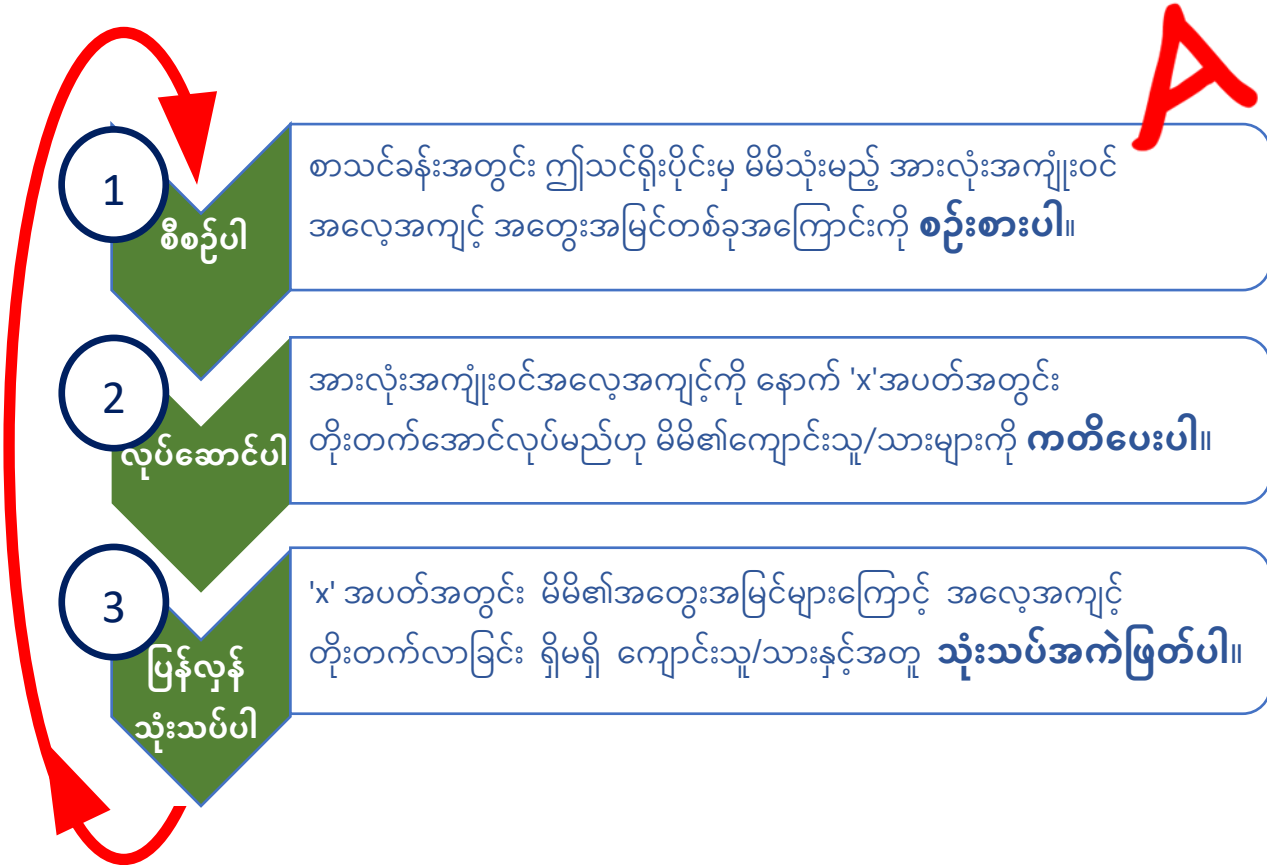 A
1
စီစဉ်ပါ
စာသင်ခန်းအတွင်း ဤသင်ရိုးပိုင်းမှ မိမိသုံးမည့် အားလုံးအကျုံးဝင်
အလေ့အကျင့် အတွေးအမြင်တစ်ခုအကြောင်းကို စဉ်းစားပါ။
2
လုပ်ဆောင်ပါ
အားလုံးအကျုံးဝင်အလေ့အကျင့်ကို နောက် 'x'အပတ်အတွင်း
တိုးတက်အောင်လုပ်မည်ဟု မိမိ၏ကျောင်းသူ/သားများကို ကတိပေးပါ။
3
ပြန်လှန်
သုံးသပ်ပါ
'x' အပတ်အတွင်း မိမိ၏အတွေးအမြင်များကြောင့် အလေ့အကျင့်
တိုးတက်လာခြင်း ရှိမရှိ ကျောင်းသူ/သားနှင့်အတူ သုံးသပ်အကဲဖြတ်ပါ။